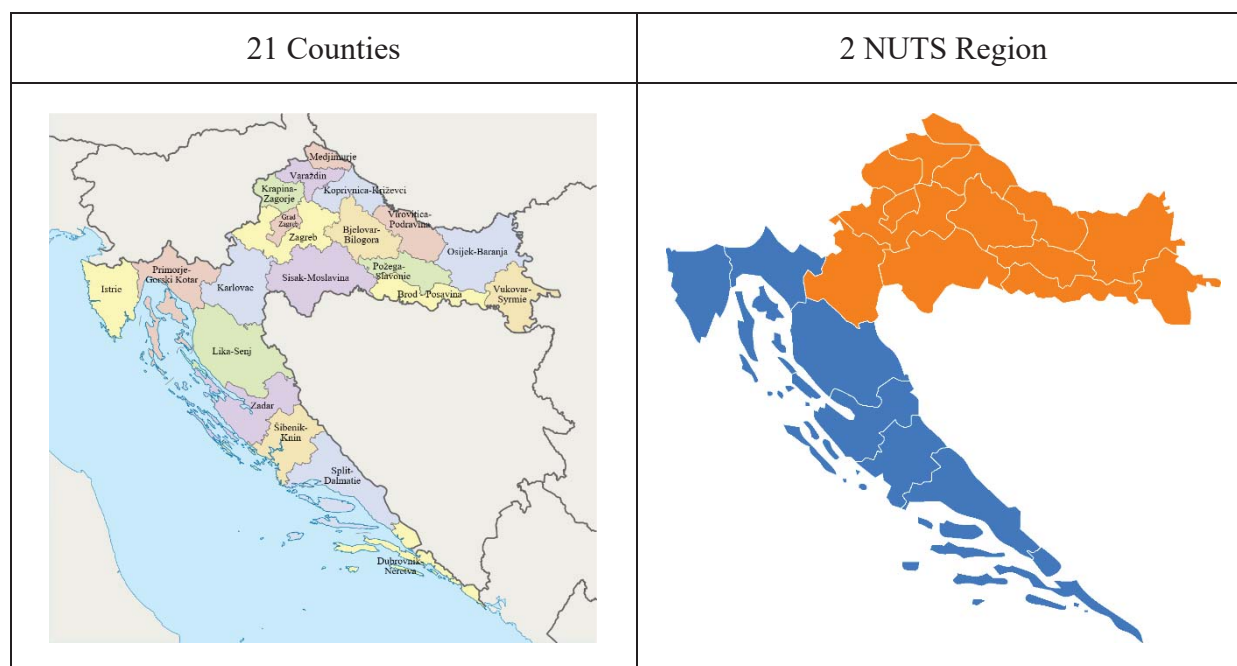 21 Counties
2 NUTS Region
Medjimurje
Varaždin
Krapina-
Zagorje
Koprivnica-Križevci
Grad
Zagreb
Zagreb
Bjelovar-
Bilogora
Virovitica-
Podravina
Osijek-Baranja
Primorje-
Gorski Kotar
Istrie
Karlovac
Sisak-Moslavina
Požega-
Slavonie
Brod - Posavina
Vukovar-
Syrmie
Lika-Senj
Zadar
Šibenik-
Knin
Split-
Dalmatie
Dubrovnik-
Neretva